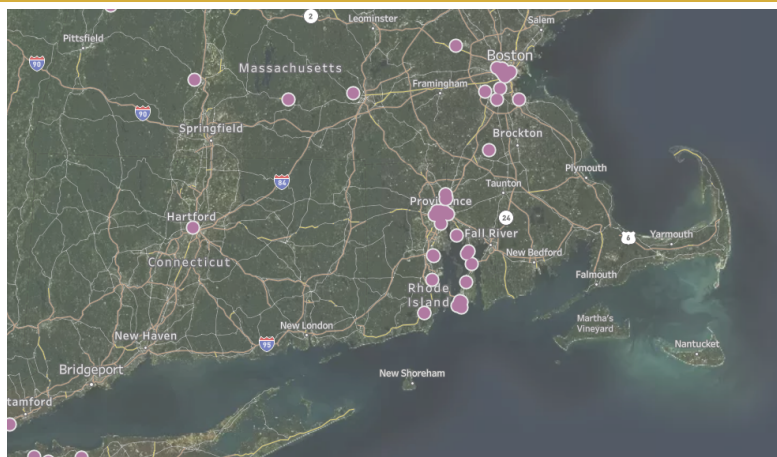 2
Leominster
Salem
Pittsfield
Boston
90
Massachusetts
Framingham
90
Springfield
Brockton
Plymouth
84
Taunton
Providence
Hartford
24
Fall River
6
Yarmouth
New Bedford
Connecticut
Falmouth
Rhode
Island
Martha's
Vineyard
New London
New Haven
95
Nantucket
Bridgeport
New Shoreham
tamford